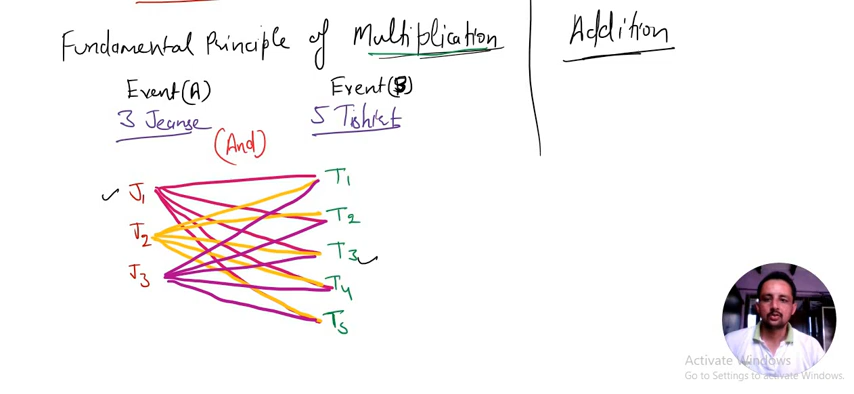 Fundamental Principle of Multiplication
Event(A) Event(B)
3 Jeanse 5 Tishirt
(And)
J1
J2
J3
T1
T2
T3
T4
T5
Addition
Activate Windows
Go to Settings to activate Windows.